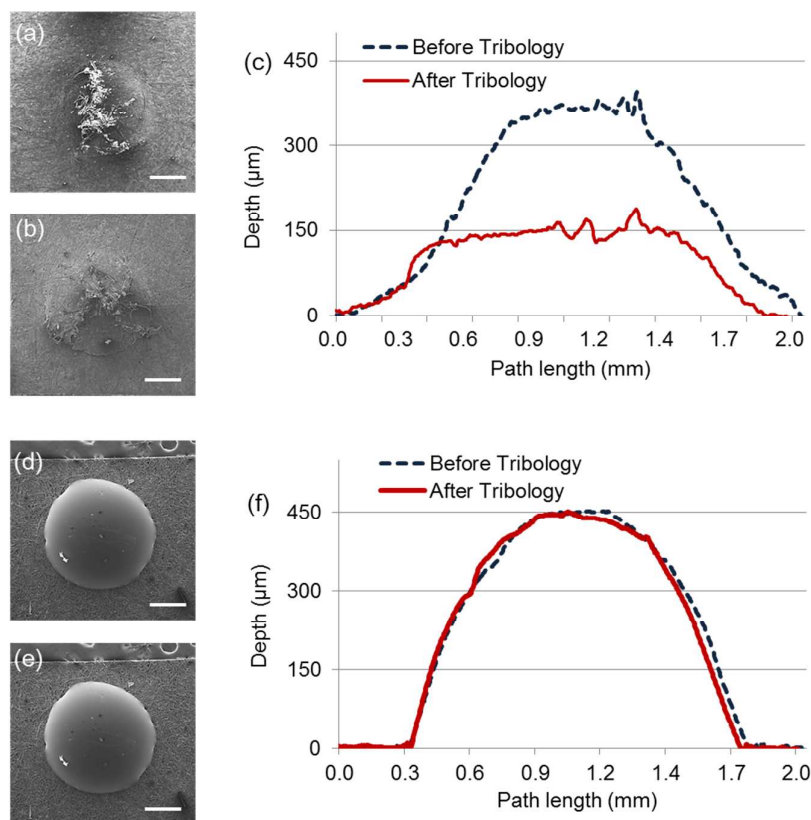 (a)
(b)
(c)
Before Tribology
After Tribology
450
300
150
0
Depth (µm)
0.0 0.3 0.6 0.9 1.2 1.4 1.7 2.0
Path length (mm)
(d)
(e)
(f)
Before Tribology
After Tribology
450
300
150
0
Depth (µm)
0.0 0.3 0.6 0.9 1.2 1.4 1.7 2.0
Path length (mm)